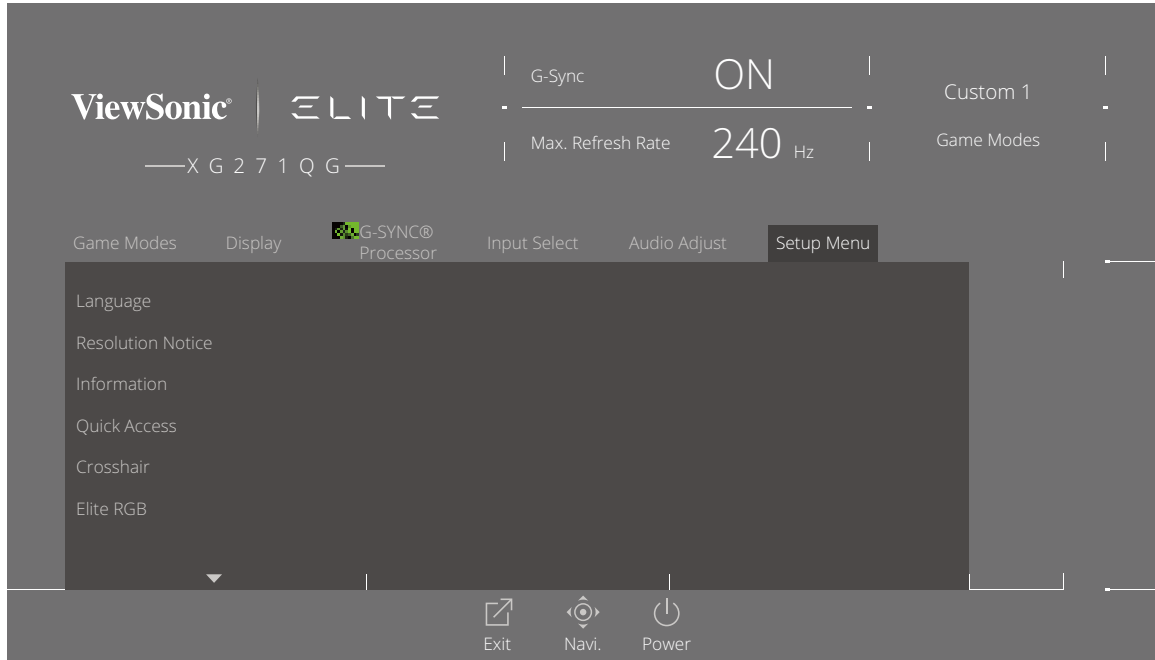 ViewSonic® ELITE
XG271QG
G-Sync ON
Max. Refresh Rate 240 Hz
Custom 1
Game Modes
Game Modes Display G-SYNC® Processor Input Select Audio Adjust Setup Menu
Language
Resolution Notice
Information
Quick Access
Crosshair
Elite RGB
Exit Navi. Power